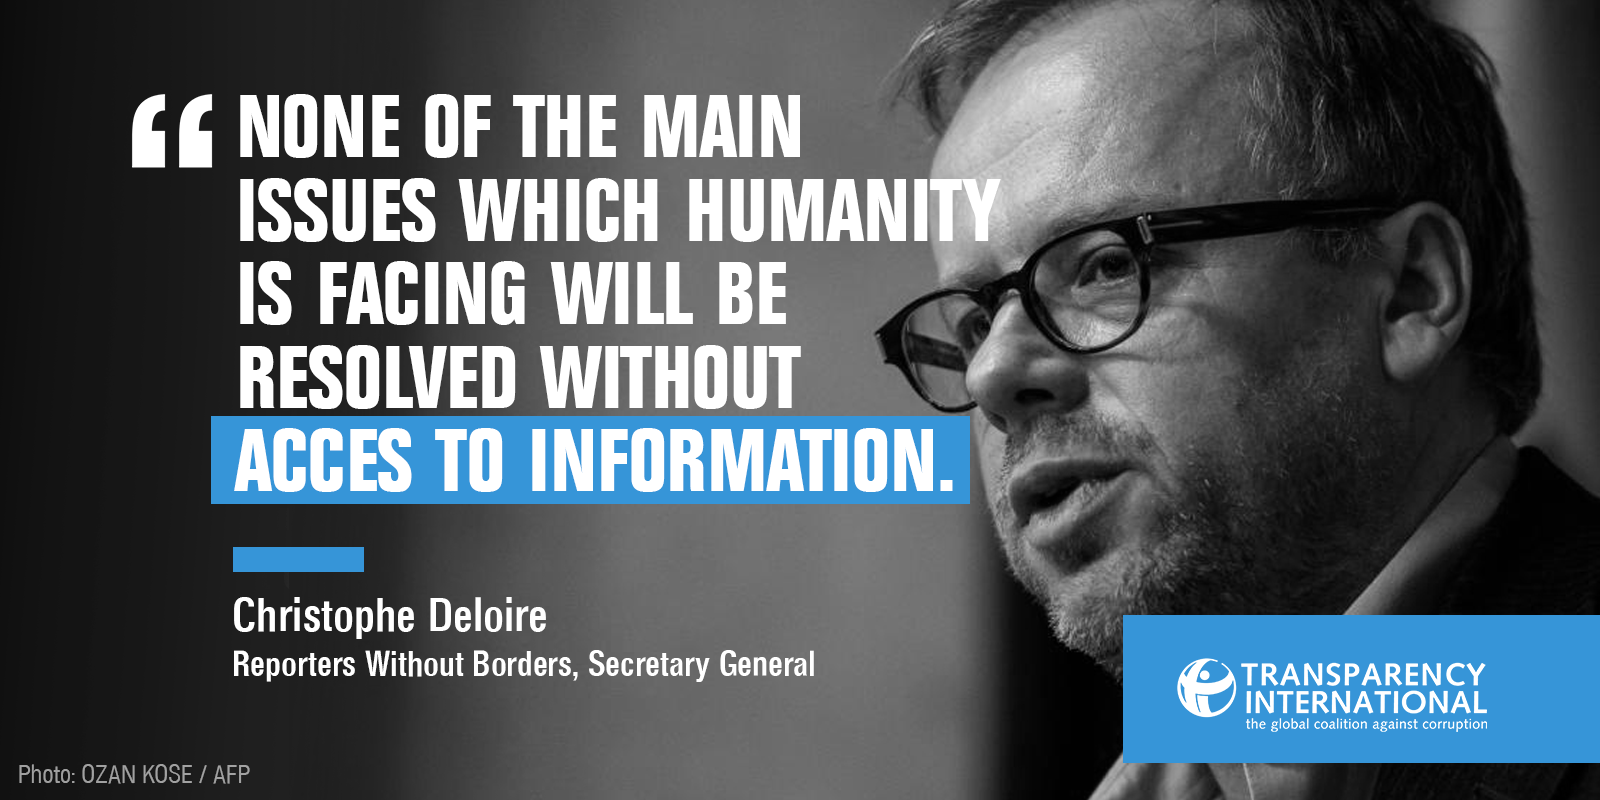 “NONE OF THE MAIN
ISSUES WHICH HUMANITY
IS FACING WILL BE
RESOLVED WITHOUT
ACCES TO INFORMATION.
Christophe Deloire
Reporters Without Borders, Secretary General
TRANSPARENCY
INTERNATIONAL
the global coalition against corruption
Photo: OZAN KOSE / AFP